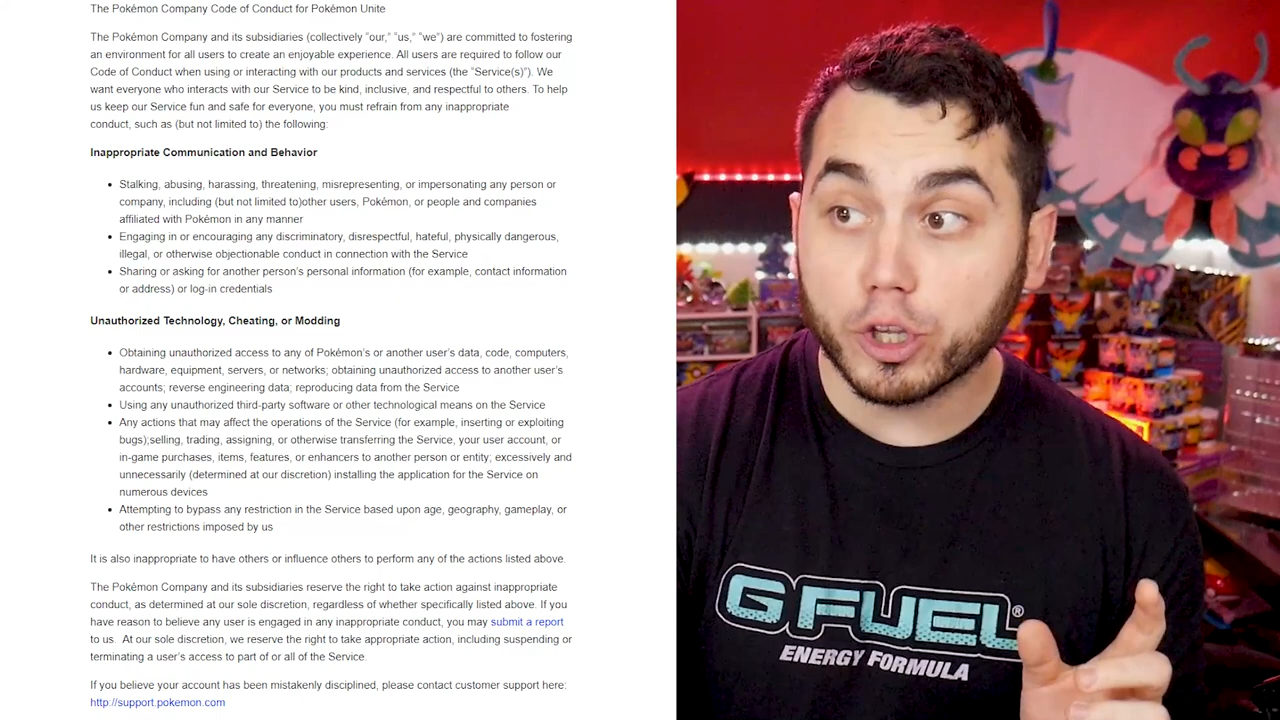 The Pokémon Company Code of Conduct for Pokémon Unite
The Pokémon Company and its subsidiaries (collectively “our,” “us,” “we”) are committed to fostering
an environment for all users to create an enjoyable experience. All users are required to follow our
Code of Conduct when using or interacting with our products and services (the “Service(s)”). We
want everyone who interacts with our Service to be kind, inclusive, and respectful to others. To help
us keep our Service fun and safe for everyone, you must refrain from any inappropriate
conduct, such as (but not limited to) the following:
Inappropriate Communication and Behavior
• Stalking, abusing, harassing, threatening, misrepresenting, or impersonating any person or
company, including (but not limited to)other users, Pokémon, or people and companies
affiliated with Pokémon in any manner
• Engaging in or encouraging any discriminatory, disrespectful, hateful, physically dangerous,
illegal, or otherwise objectionable conduct in connection with the Service
• Sharing or asking for another person’s personal information (for example, contact information
or address) or log-in credentials
Unauthorized Technology, Cheating, or Modding
• Obtaining unauthorized access to any of Pokémon’s or another user’s data, code, computers,
hardware, equipment, servers, or networks; obtaining unauthorized access to another user’s
accounts; reverse engineering data; reproducing data from the Service
• Using any unauthorized third-party software or other technological means on the Service
• Any actions that may affect the operations of the Service (for example, inserting or exploiting
bugs);selling, trading, assigning, or otherwise transferring the Service, your user account, or
in-game purchases, items, features, or enhancers to another person or entity; excessively and
unnecessarily (determined at our discretion) installing the application for the Service on
numerous devices
• Attempting to bypass any restriction in the Service based upon age, geography, gameplay, or
other restrictions imposed by us
It is also inappropriate to have others or influence others to perform any of the actions listed above.
The Pokémon Company and its subsidiaries reserve the right to take action against inappropriate
conduct, as determined at our sole discretion, regardless of whether specifically listed above. If you
have reason to believe any user is engaged in any inappropriate conduct, you may submit a report
to us. At our sole discretion, we reserve the right to take appropriate action, including suspending or
terminating a user’s access to part of or all of the Service.
If you believe your account has been mistakenly disciplined, please contact customer support here:
http://support.pokemon.com
G FUEL®
ENERGY FORMULA